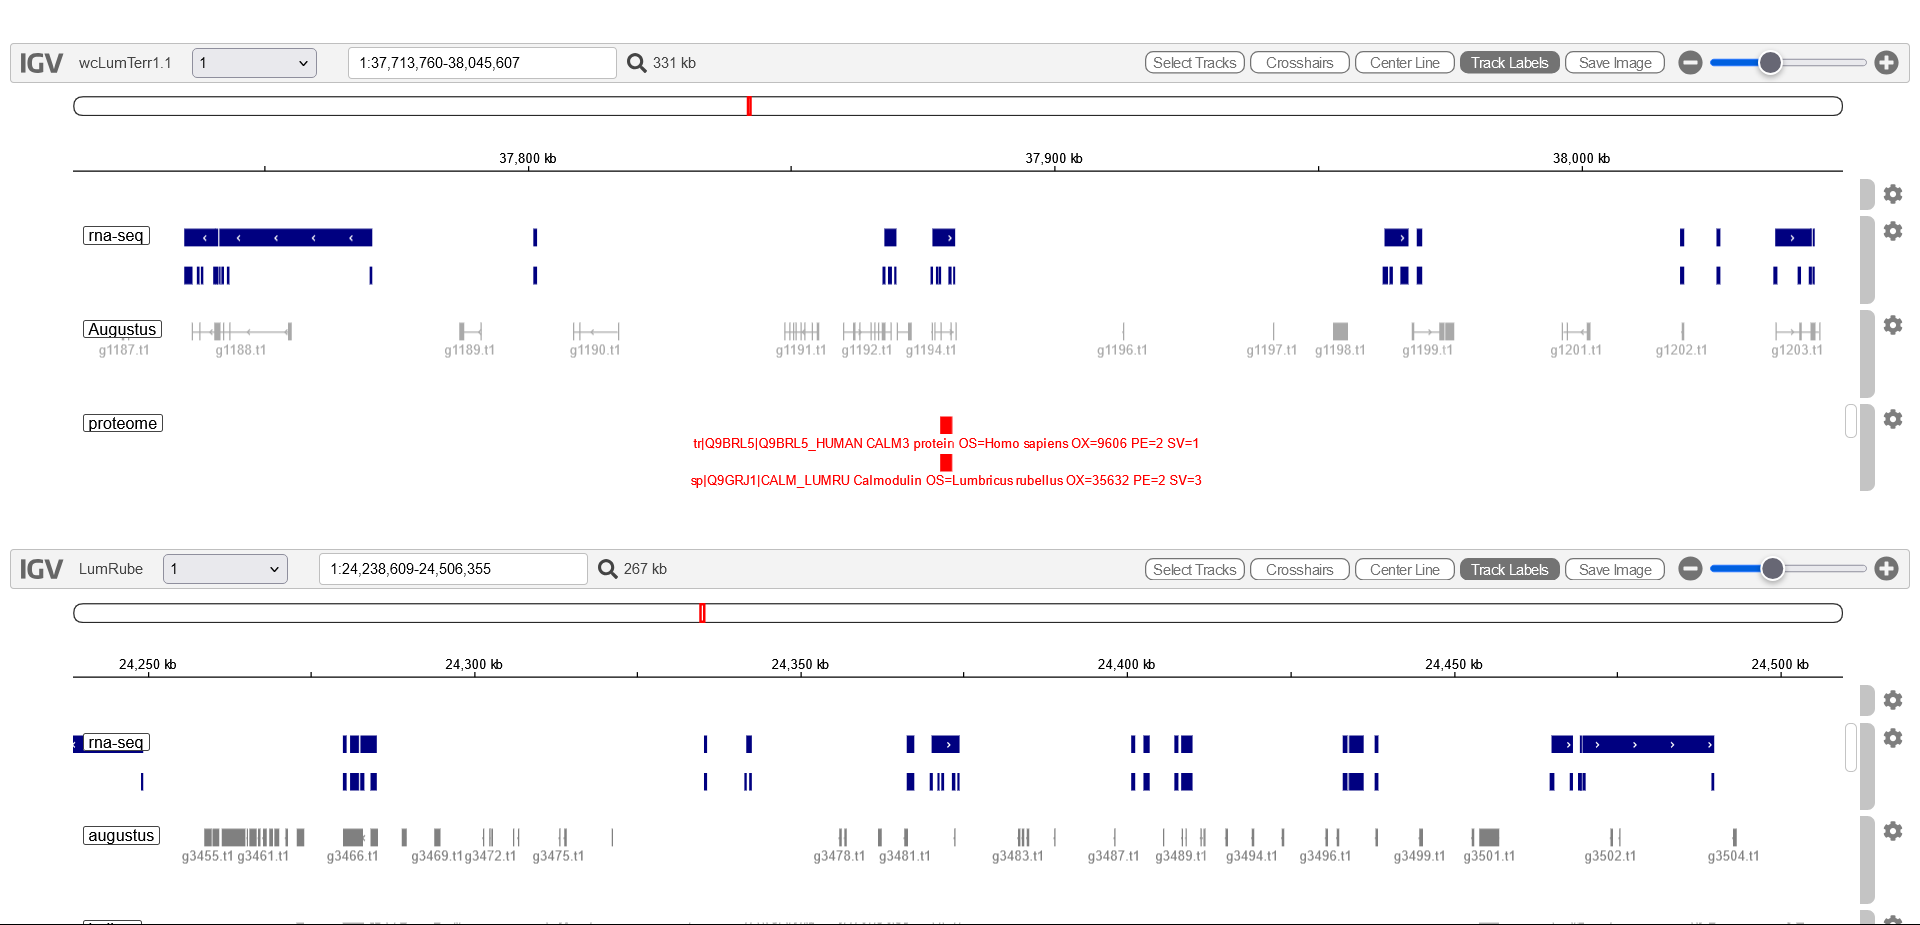 IGV wcLumTerr1.1 1 1:37,713,760-38,045,607 331 kb Select Tracks Crosshairs Center Line Track Labels Save Image
37,800 kb 37,900 kb 38,000 kb
rna-seq
Augustus
g1187.t1 g1188.t1 g1189.t1 g1190.t1 g1191.t1 g1192.t1 g1194.t1 g1196.t1 g1197.t1 g1198.t1 g1199.t1 g1201.t1 g1202.t1 g1203.t1
proteome
tr|Q9BRL5|Q9BRL5_HUMAN CALM3 protein OS=Homo sapiens OX=9606 PE=2 SV=1
sp|Q9GRJ1|CALM_LUMRU Calmodulin OS=Lumbricus rubellus OX=35632 PE=2 SV=3
IGV LumRube 1 1:24,238,609-24,506,355 267 kb Select Tracks Crosshairs Center Line Track Labels Save Image
24,250 kb 24,300 kb 24,350 kb 24,400 kb 24,450 kb 24,500 kb
rna-seq
augustus
g3455.t1 g3461.t1 g3466.t1 g3469.t1 g3472.t1 g3475.t1 g3478.t1 g3481.t1 g3483.t1 g3487.t1 g3489.t1 g3494.t1 g3496.t1 g3499.t1 g3501.t1 g3502.t1 g3504.t1